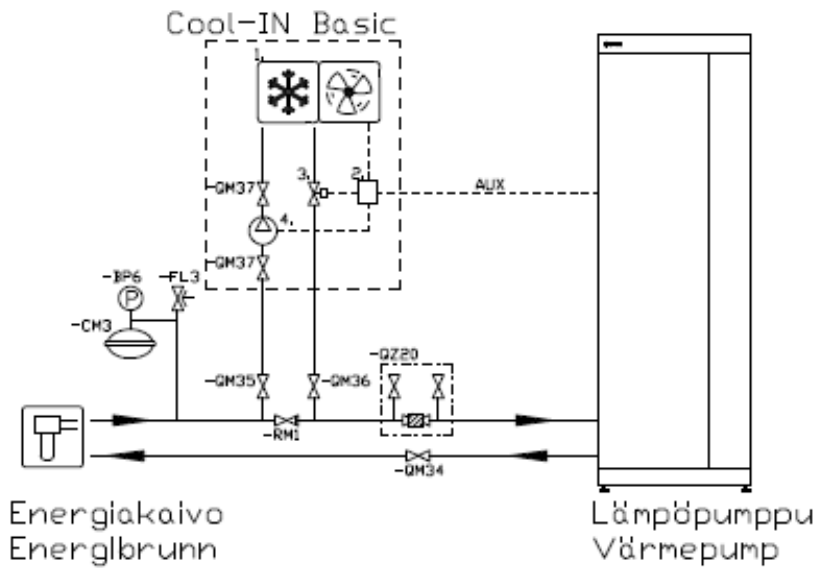 Cool-IN Basic
1.
-QM37
3.
2.
AUX
4.
-QM37
-BP6
-FL3
P
-CM3
-QZ20
-QM35
-QM36
-RM1
-QM34
Energiakaivo
Energibrunn
Lämpöpumppu
Värmepump